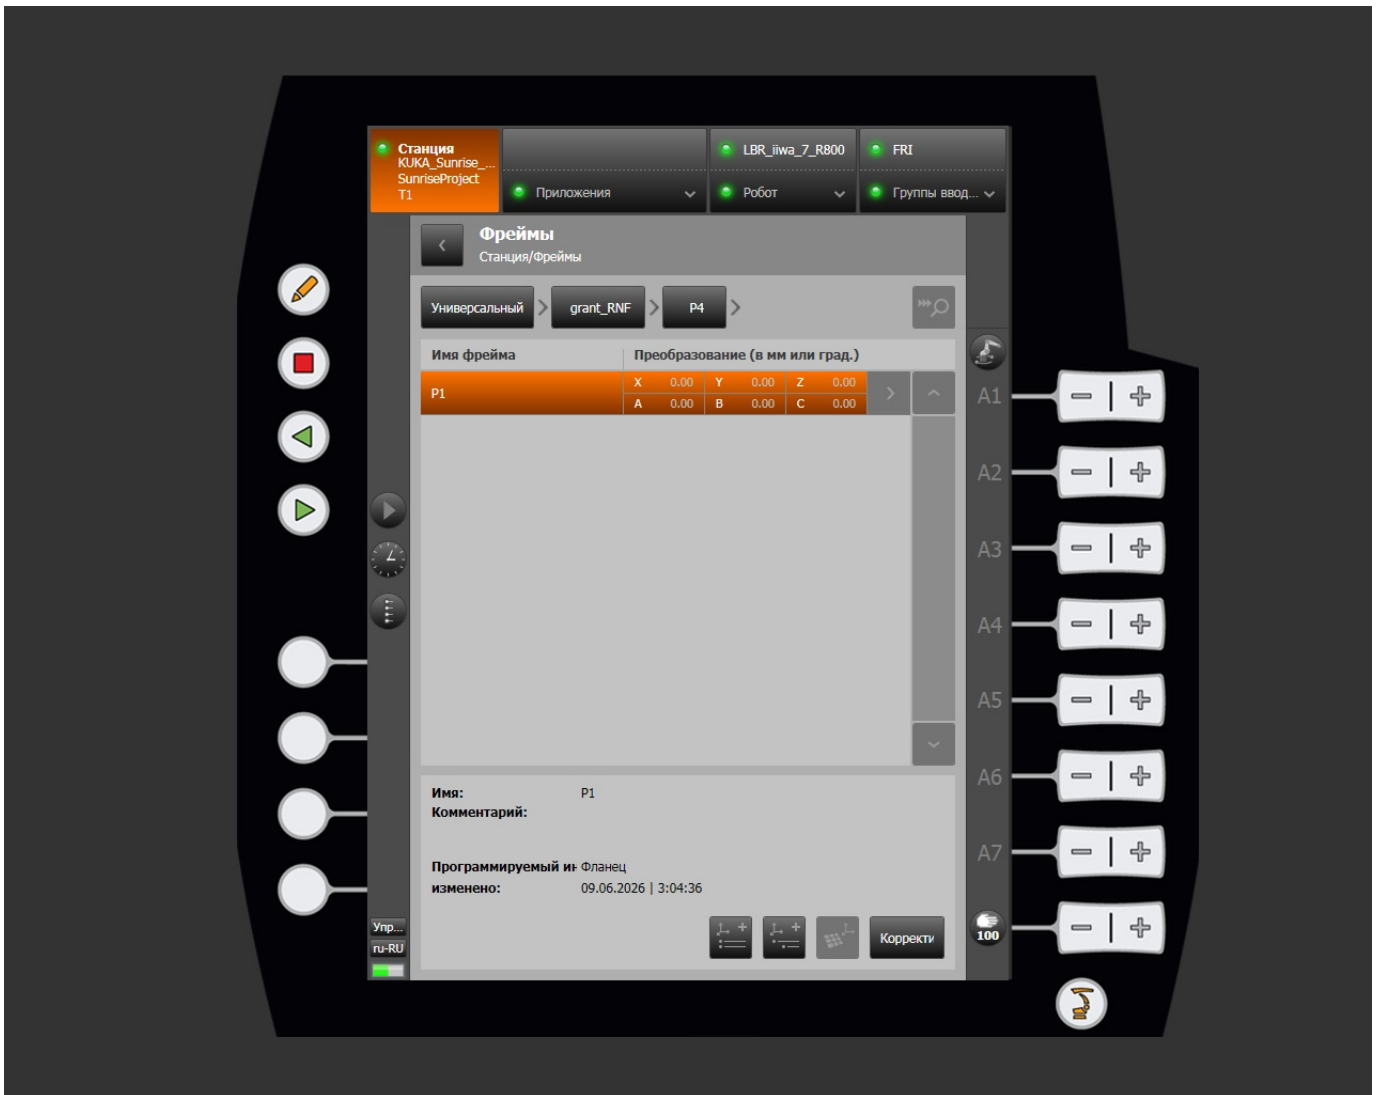 Станция
KUKA_Sunrise_...
SunriseProject
T1
Приложения
LBR_iiwa_7_R800
Робот
FRI
Группы ввод...
Фреймы
Станция/Фреймы
Универсальный
grant_RNF
P4
Имя фрейма
Преобразование (в мм или град.)
P1
X 0.00 Y 0.00 Z 0.00
A 0.00 B 0.00 C 0.00
A1
A2
A3
A4
A5
A6
A7
Имя: P1
Комментарий:
Программируемый ин Фланец
изменено: 09.06.2026 | 3:04:36
Корректи
Упр...
ru-RU
100